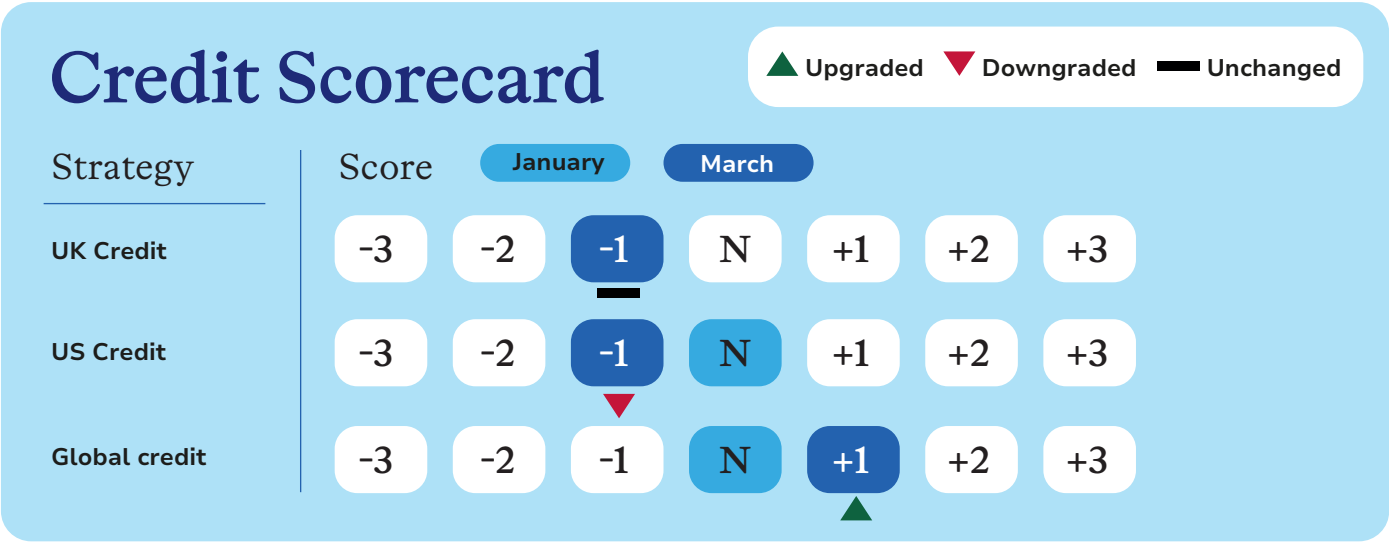 Credit Scorecard
Upgraded Downgraded Unchanged
Strategy Score January March
UK Credit -3 -2 -1 N +1 +2 +3
US Credit -3 -2 -1 N +1 +2 +3
Global credit -3 -2 -1 N +1 +2 +3